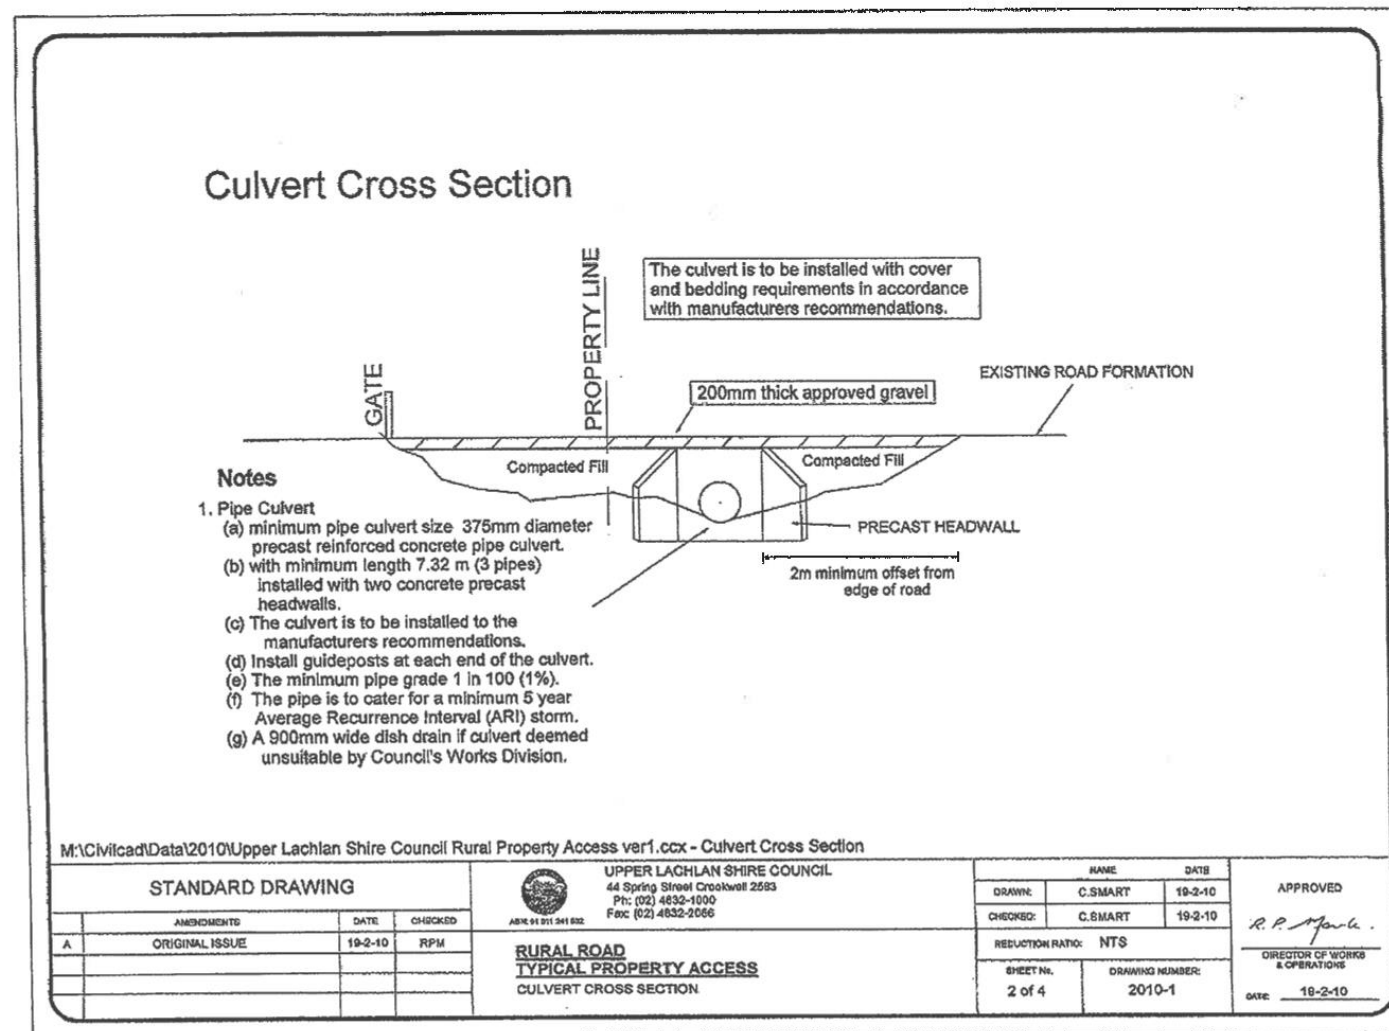 Culvert Cross Section
PROPERTY LINE
The culvert is to be installed with cover
and bedding requirements in accordance
with manufacturers recommendations.
GATE
200mm thick approved gravel
EXISTING ROAD FORMATION
Compacted Fill
Compacted Fill
PRECAST HEADWALL
2m minimum offset from
edge of road
Notes
1. Pipe Culvert
(a) minimum pipe culvert size 375mm diameter
precast reinforced concrete pipe culvert.
(b) with minimum length 7.32 m (3 pipes)
installed with two concrete precast
headwalls.
(c) The culvert is to be installed to the
manufacturers recommendations.
(d) Install guideposts at each end of the culvert.
(e) The minimum pipe grade 1 in 100 (1%).
(f) The pipe is to cater for a minimum 5 year
Average Recurrence Interval (ARI) storm.
(g) A 900mm wide dish drain if culvert deemed
unsuitable by Council's Works Division.
M:\Civilcad\Data\2010\Upper Lachlan Shire Council Rural Property Access ver1.ccx - Culvert Cross Section
STANDARD DRAWING
AMENDMENTS DATE CHECKED
A ORIGINAL ISSUE 19-2-10 RPM
UPPER LACHLAN SHIRE COUNCIL
44 Spring Street Crookwell 2583
Ph: (02) 4832-1000
Fax: (02) 4832-2066
RURAL ROAD
TYPICAL PROPERTY ACCESS
CULVERT CROSS SECTION
NAME DATE
DRAWN: C.SMART 19-2-10
CHECKED: C.SMART 19-2-10
REDUCTION RATIO: NTS
SHEET No. DRAWING NUMBER:
2 of 4 2010-1
APPROVED
DIRECTOR OF WORKS
& OPERATIONS
DATE: 19-2-10